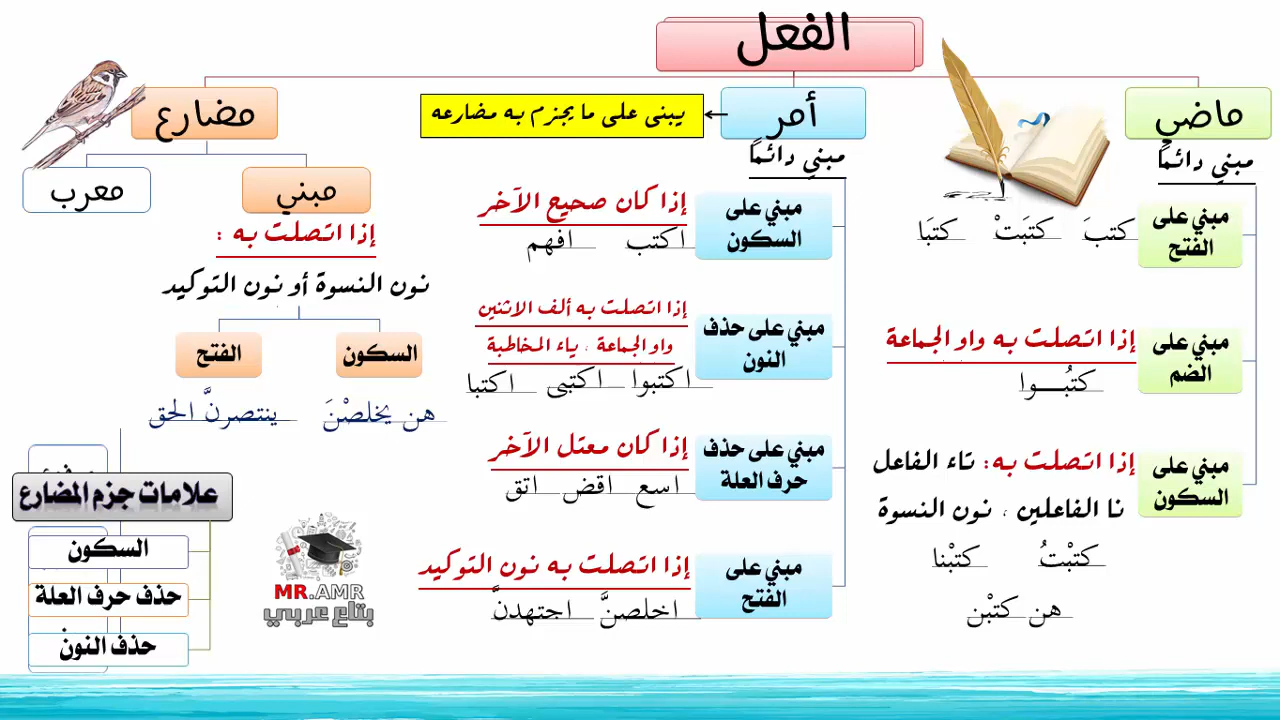 الفعل
ماضي
مبني دائماً
مبني على
الفتح
كتبَ كتبَتْ كتبَا
مبني على
الضم
إذا اتصلت به واو الجماعة
كتبُـــوا
مبني على
السكون
إذا اتصلت به: تاء الفاعل
نا الفاعلين ، نون النسوة
كتبْتُ كتبْنا
هن كتبْن
أمر
يبنى على ما يجزم به مضارعه
مبني دائماً
مبني على
السكون
إذا كان صحيح الآخر
اكتب افهم
مبني على حذف
النون
إذا اتصلت به ألف الاثنين
واو الجماعة ، ياء المخاطبة
اكتبوا اكتبى اكتبا
مبني على حذف
حرف العلة
إذا كان معتل الآخر
اسع اقض اتق
مبني على
الفتح
إذا اتصلت به نون التوكيد
اخلصنَّ اجتهدنَّ
مضارع
مبني
معرب
إذا اتصلت به :
نون النسوة أو نون التوكيد
السكون
الفتح
هن يخلصْنَ
ينتصرنَّ الحق
علامات جزم المضارع
السكون
حذف حرف العلة
حذف النون
MR.AMR
بتاع عربي